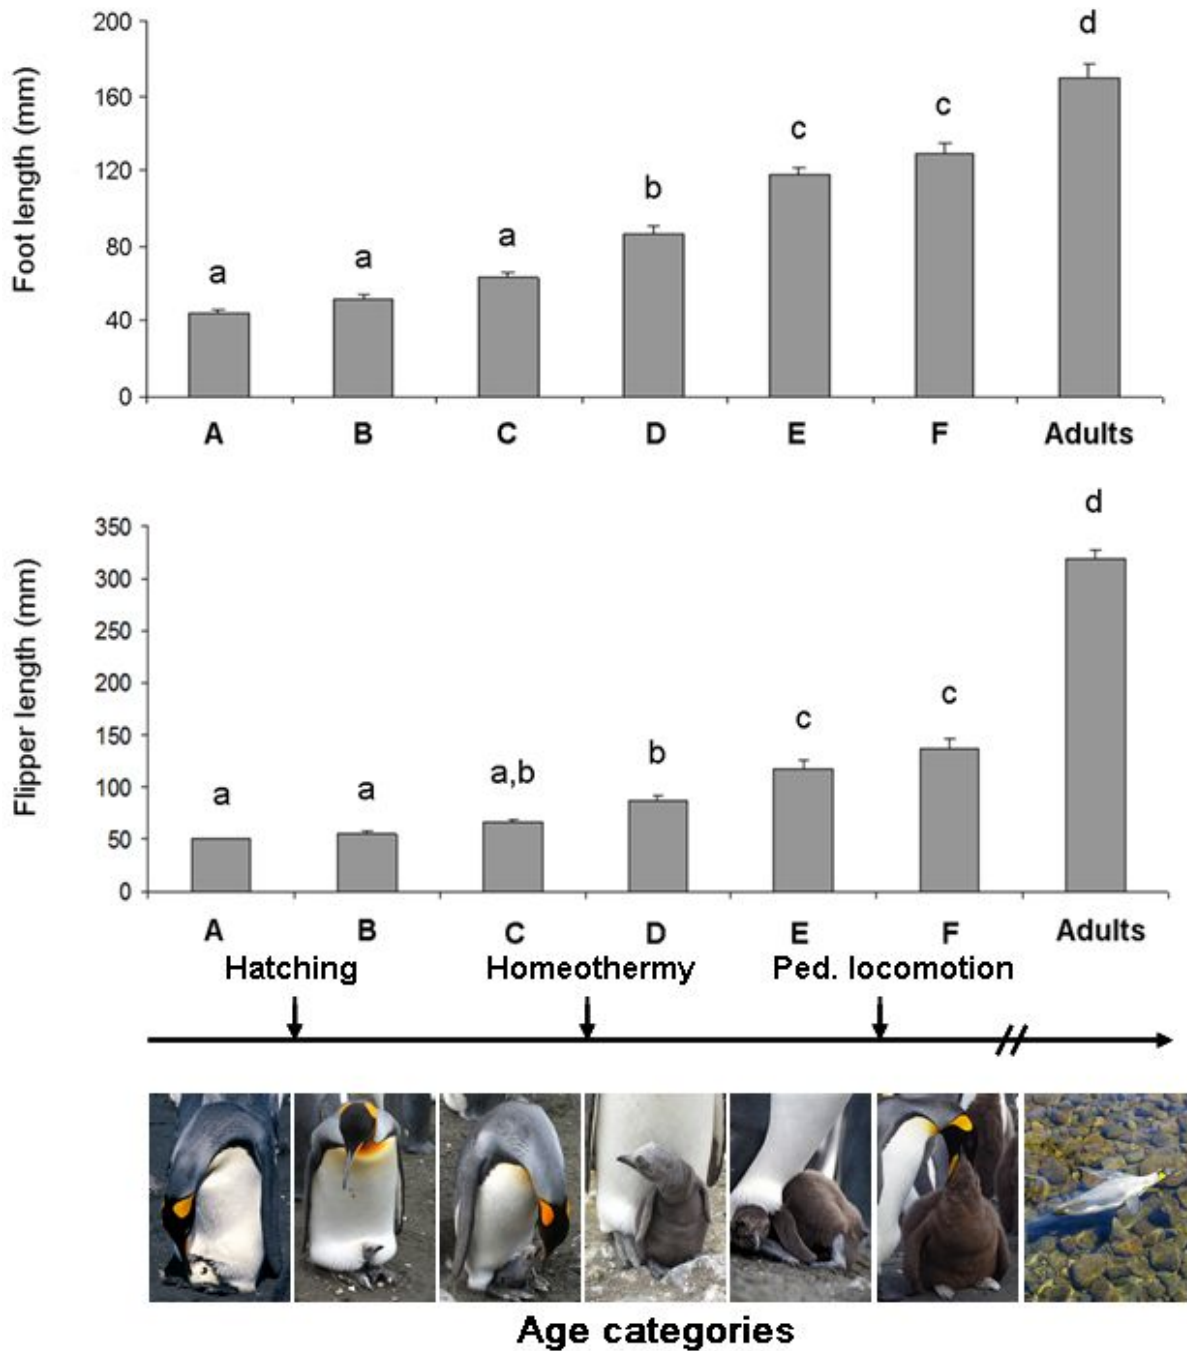 Foot length (mm)
200
160
120
80
40
0
a
a
a
b
c
c
d
A B C D E F Adults
Flipper length (mm)
350
300
250
200
150
100
50
0
a
a
a,b
b
c
c
d
A B C D E F Adults
Hatching Homeothermy Ped. locomotion
Age categories